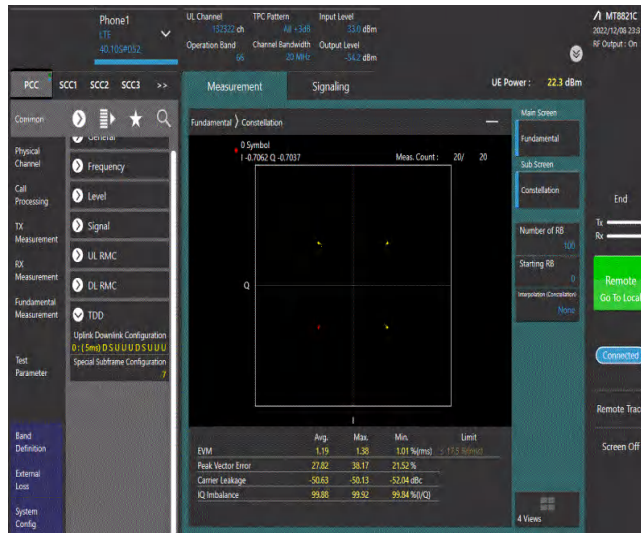 Phone1
LTE
UL Channel
TPC Pattern
Input Level
132322 ch
All +3dB
33.0 dBm
Operation Band
Channel Bandwidth
Output Level
66
20 MHz
-54.2 dBm
MT8821C
RF Output : On
PCC
SCC1
SCC2
SCC3
>>
Measurement
Signaling
UE Power :
22.3 dBm
Common
General
Physical
Channel
Frequency
Call
Processing
Level
TX
Measurement
Signal
RX
Measurement
UL RMC
DL RMC
Fundamental
Measurement
TDD
Uplink Downlink Configuration
0 : ( 5ms) D S U U U D S U U U
Special Subframe Configuration
7
Test
Parameter
Band
Definition
External
Loss
System
Config.
Fundamental
Constellation
0 Symbol
I -0.7062 Q -0.7037
Meas. Count :
20/
20
Q
I
Avg.
Max.
Min.
Limit
EVM
1.19
1.38
1.01 %(rms)
≤ 17.5 %(rms)
Peak Vector Error
27.82
38.17
21.52 %
Carrier Leakage
-50.63
-50.13
-52.04 dBc
IQ Imbalance
99.88
99.92
99.84 %(I/Q)
Main Screen
Fundamental
Sub Screen
Constellation
Number of RB
100
Starting RB
0
Interpolation (Constellation)
None
4 Views
End
Tx
Rx
Remote
Go To Local
Connected
Screen Off